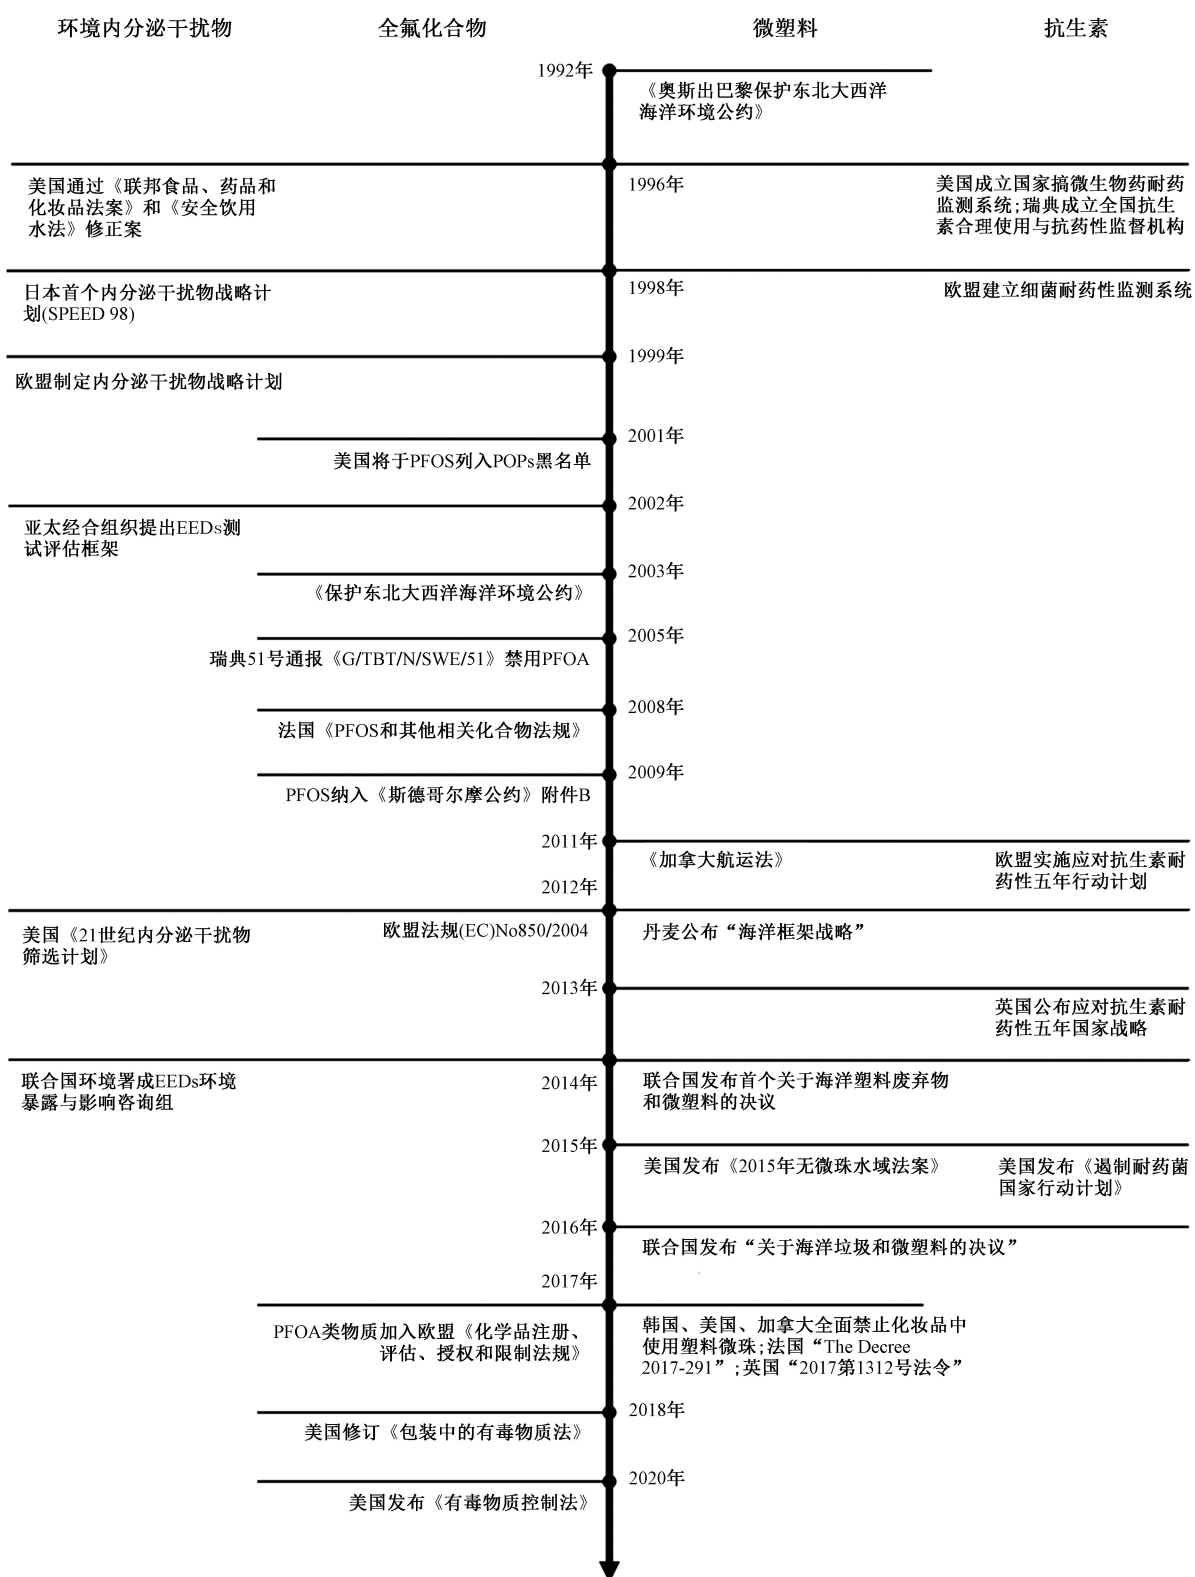 环境内分泌干扰物
全氟化合物
微塑料
抗生素
1992年
《奥斯出巴黎保护东北大西洋
海洋环境公约》
1996年
美国通过《联邦食品、药品和
化妆品法案》和《安全饮用
水法》修正案
美国成立国家搞微生物药耐药
监测系统;瑞典成立全国抗生
素合理使用与抗药性监督机构
1998年
日本首个内分泌干扰物战略计
划(SPEED 98)
欧盟建立细菌耐药性监测系统
1999年
欧盟制定内分泌干扰物战略计划
2001年
美国将于PFOS列入POPs黑名单
2002年
亚太经合组织提出EEDs测
试评估框架
2003年
《保护东北大西洋海洋环境公约》
2005年
瑞典51号通报《G/TBT/N/SWE/51》禁用PFOA
2008年
法国《PFOS和其他相关化合物法规》
2009年
PFOS纳入《斯德哥尔摩公约》附件B
2011年
《加拿大航运法》
欧盟实施应对抗生素耐
药性五年行动计划
2012年
美国《21世纪内分泌干扰物
筛选计划》
欧盟法规(EC)No850/2004
丹麦公布“海洋框架战略”
2013年
英国公布应对抗生素耐
药性五年国家战略
2014年
联合国环境署成EEDs环境
暴露与影响咨询组
联合国发布首个关于海洋塑料废弃物
和微塑料的决议
2015年
美国发布《2015年无微珠水域法案》
美国发布《遏制耐药菌
国家行动计划》
2016年
联合国发布“关于海洋垃圾和微塑料的决议”
2017年
PFOA类物质加入欧盟《化学品注册、
评估、授权和限制法规》
韩国、美国、加拿大全面禁止化妆品中
使用塑料微珠;法国“The Decree
2017-291”;英国“2017第1312号法令”
2018年
美国修订《包装中的有毒物质法》
2020年
美国发布《有毒物质控制法》